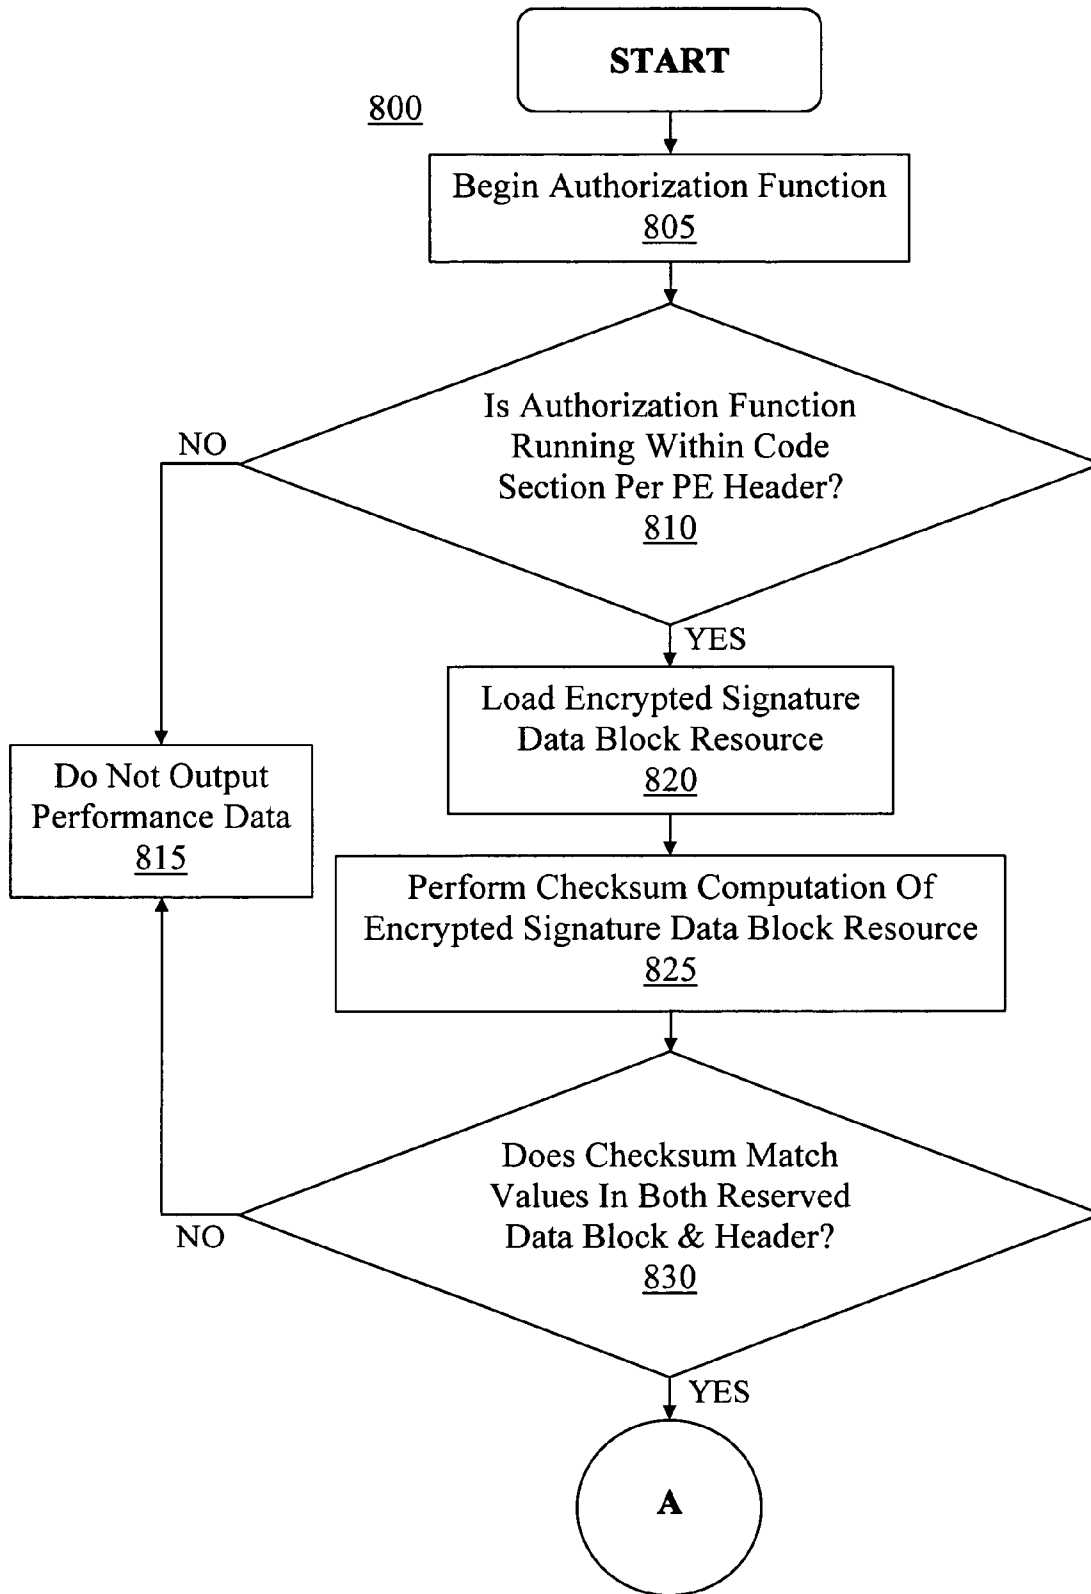 START
800
Begin Authorization Function
805
Is Authorization Function
Running Within Code
Section Per PE Header?
810
NO
YES
Load Encrypted Signature
Data Block Resource
820
Do Not Output
Performance Data
815
Perform Checksum Computation Of
Encrypted Signature Data Block Resource
825
Does Checksum Match
Values In Both Reserved
Data Block & Header?
830
NO
YES
A